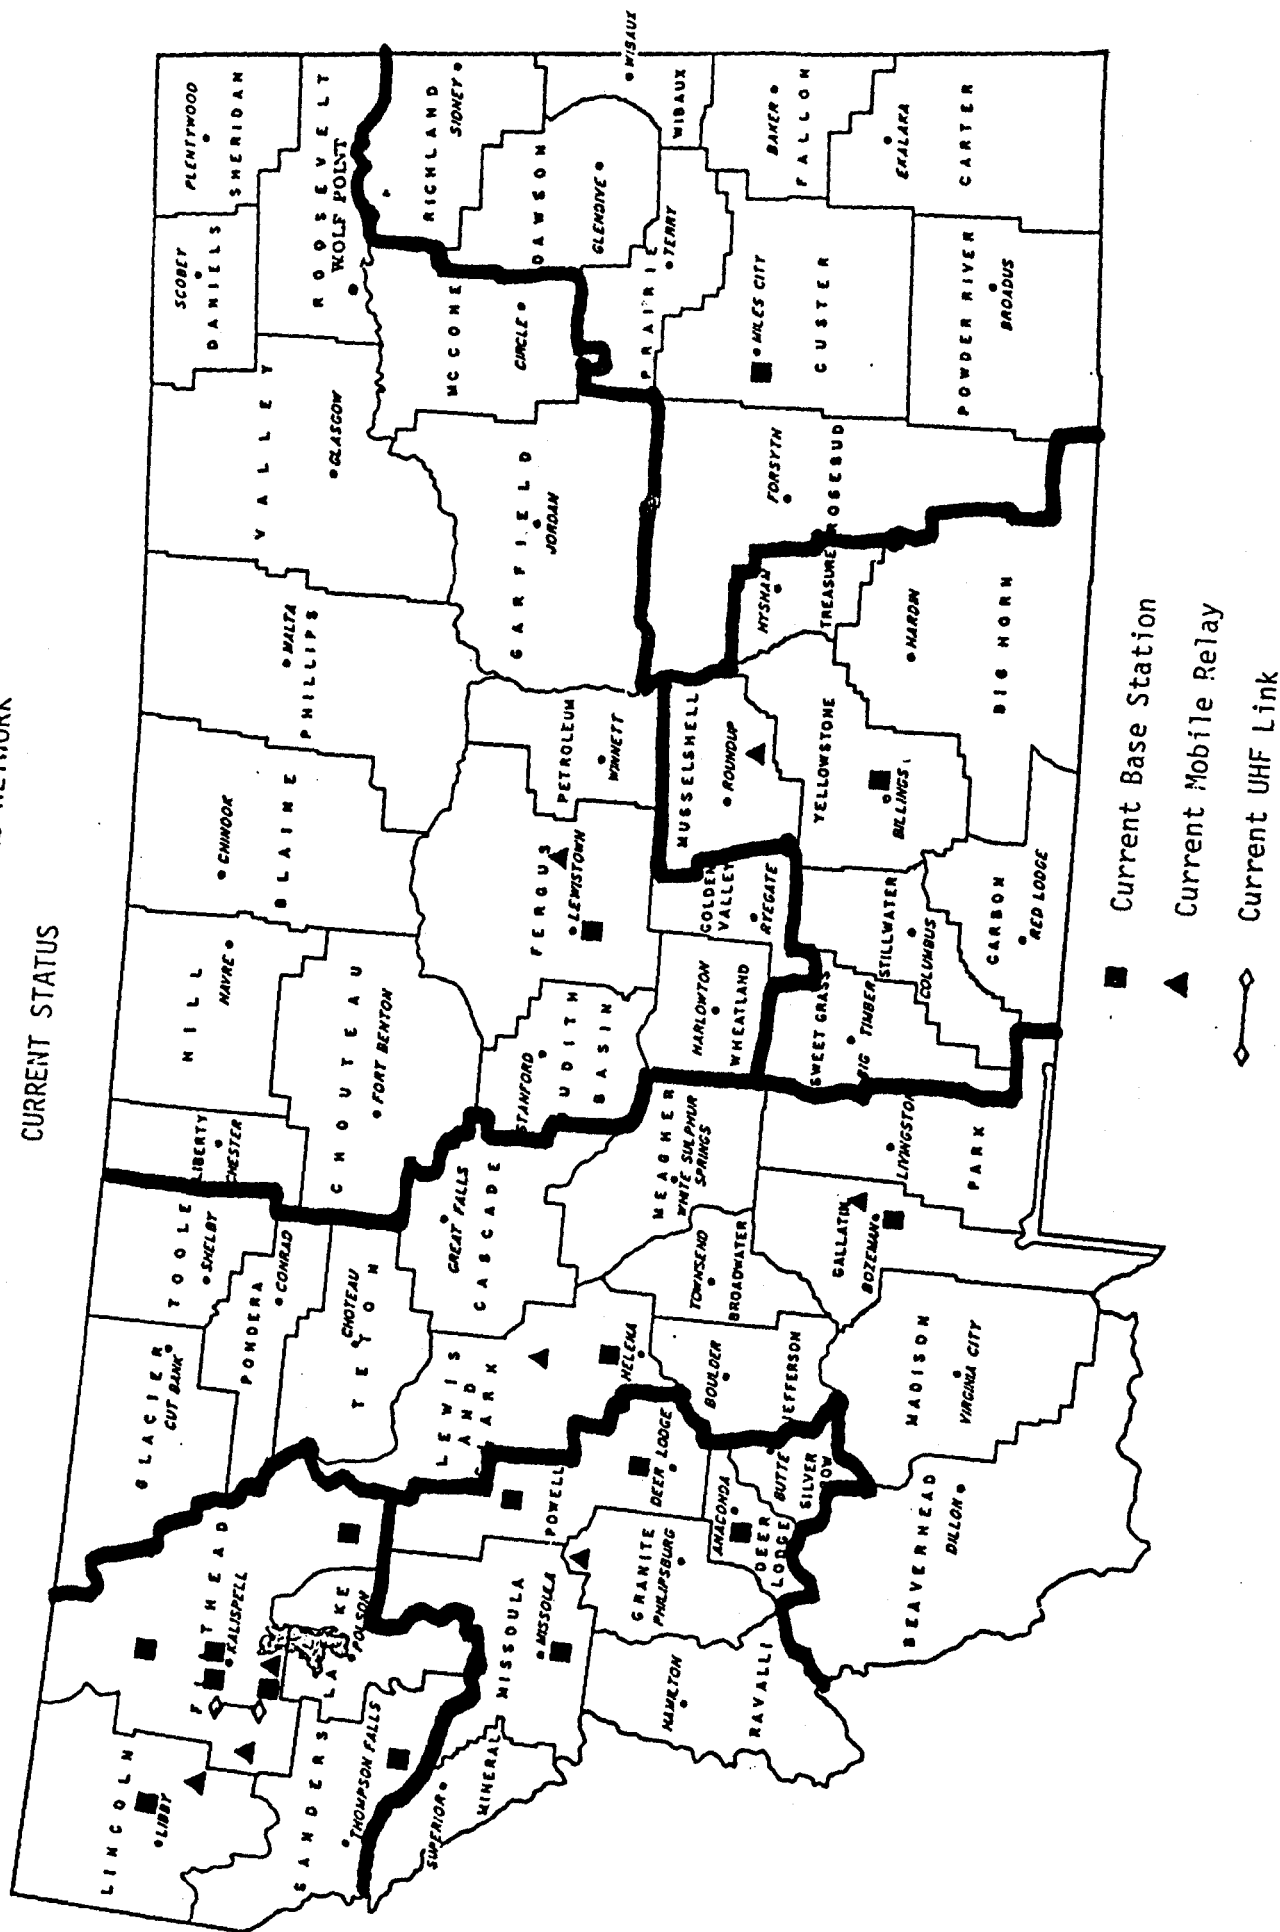 NETWORK
CURRENT STATUS
LINCOLN
LIBBY
FLATHEAD
KALISPELL
GLACIER
CUT BANK
TOOLE
SHELBY
LIBERTY
CHESTER
HILL
HAVRE
CHINOOK
BLAINE
MALTA
PHILLIPS
VALLEY
GLASGOW
SCOBEY
DANIELS
PLENTYWOOD
SHERIDAN
ROOSEVELT
WOLF POINT
SANDERS
THOMPSON FALLS
LAKE
POLSON
PONDERA
CONRAD
TETON
CHOTEAU
CHOUTEAU
FORT BENTON
LEWIS
AND
CLARK
HELENA
GREAT FALLS
CASCADE
STANFORD
JUDITH
BASIN
FERGUS
LEWISTOWN
PETROLEUM
WINNETT
GARFIELD
JORDAN
MCCONE
CIRCLE
RICHLAND
SIDNEY
DAWSON
GLENDIVE
WIBAUX
WIBAUX
PRAIRIE
TERRY
SUPERIOR
MINERAL
MISSOULA
MISSOULA
POWELL
DEER LODGE
GRANITE
PHILIPSBURG
HAMILTON
RAVALLI
ANACONDA
DEER
LODGE
BUTTE
SILVER
BOW
BOULDER
JEFFERSON
TOWNSEND
BROADWATER
MEAGHER
WHITE SULPHUR
SPRINGS
HARLOWTON
WHEATLAND
GOLDEN
VALLEY
RYEGATE
MUSSELSHELL
ROUNDUP
HYSHAM
TREASURE
FORSYTH
ROSEBUD
MILES CITY
CUSTER
BAKER
FALLON
BEAVERHEAD
DILLON
MADISON
VIRGINIA CITY
GALLATIN
BOZEMAN
LIVINGSTON
PARK
SWEET GRASS
BIG TIMBER
STILLWATER
COLUMBUS
CARBON
RED LODGE
YELLOWSTONE
BILLINGS
HARDIN
BIG HORN
POWDER RIVER
BROADUS
EKALAKA
CARTER
Current Base Station
Current Mobile Relay
Current UHF Link